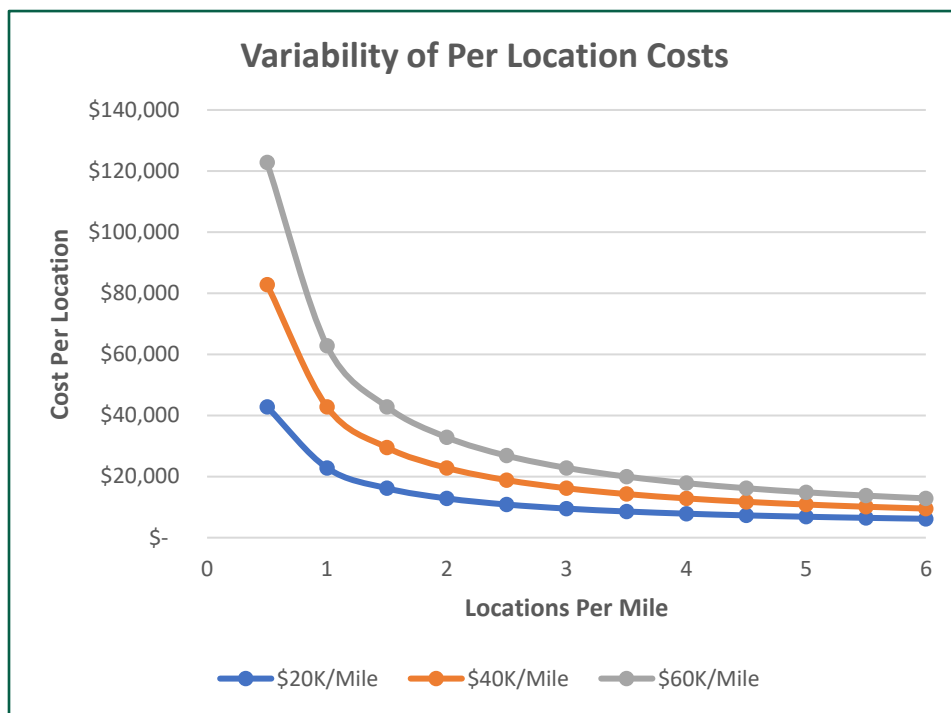 Variability of Per Location Costs
$140,000
$120,000
$100,000
$80,000
$60,000
$40,000
$20,000
$-
Cost Per Location
0 1 2 3 4 5 6
Locations Per Mile
$20K/Mile $40K/Mile $60K/Mile